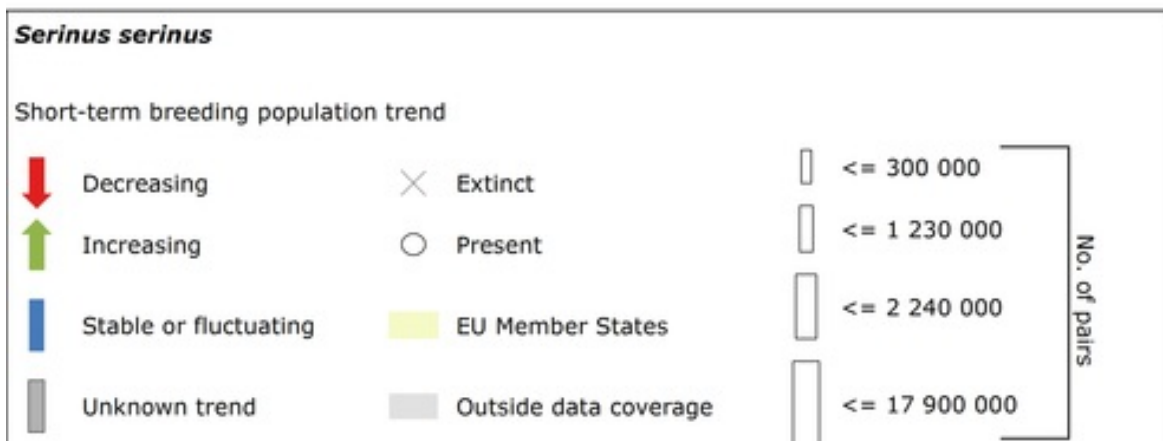 Serinus serinus
Short-term breeding population trend
Decreasing
Increasing
Stable or fluctuating
Unknown trend
Extinct
Present
EU Member States
Outside data coverage
<= 300 000
<= 1 230 000
<= 2 240 000
<= 17 900 000
No. of pairs